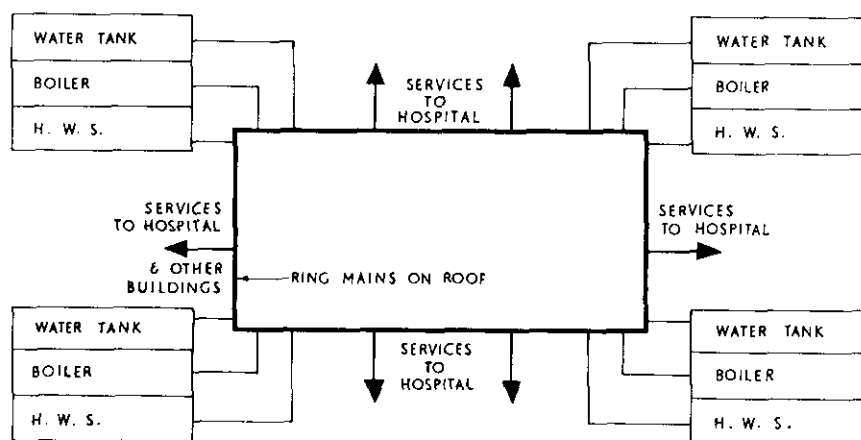 WATER TANK
BOILER
H. W. S.
SERVICES
TO
HOSPITAL
WATER TANK
BOILER
H. W. S.
SERVICES
TO HOSPITAL
& OTHER
BUILDINGS
RING MAINS ON ROOF
SERVICES
TO HOSPITAL
WATER TANK
BOILER
H. W. S.
SERVICES
TO
HOSPITAL
WATER TANK
BOILER
H. W. S.